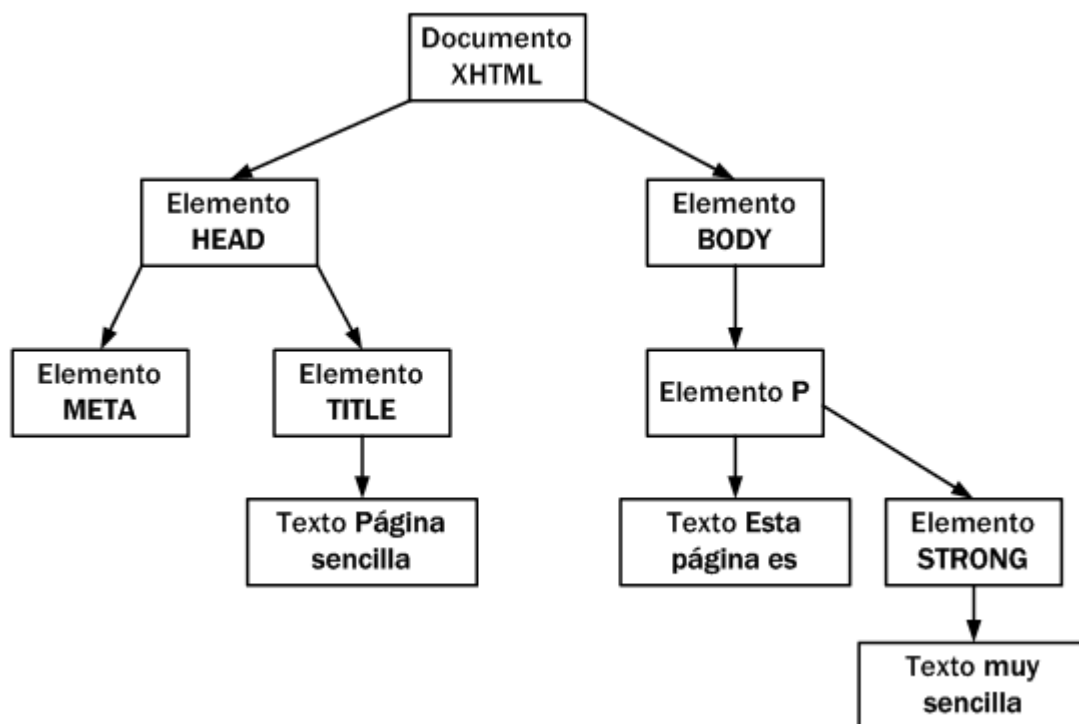 Documento
XHTML
Elemento
HEAD
Elemento
BODY
Elemento
META
Elemento
TITLE
Elemento P
Texto Página
sencilla
Texto Esta
página es
Elemento
STRONG
Texto muy
sencilla